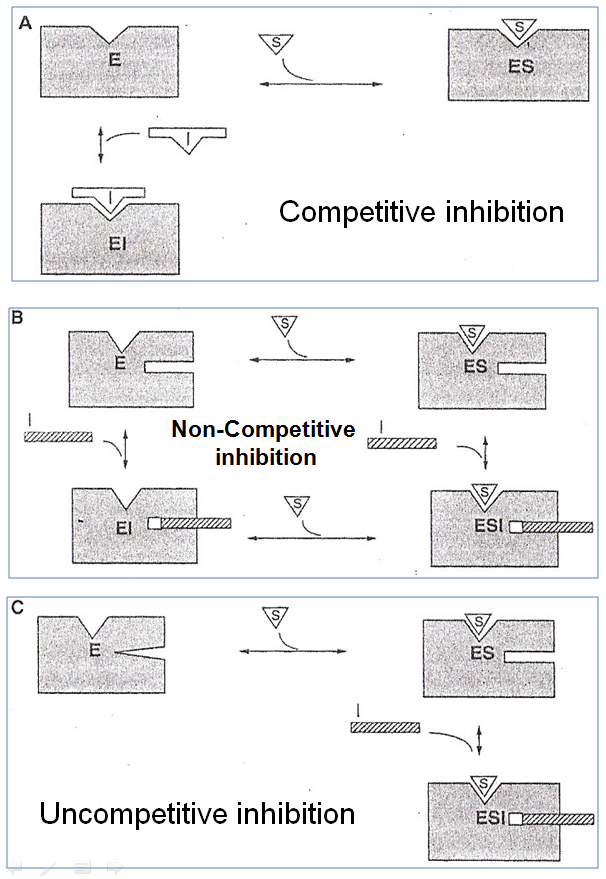 A
E
S
ES
I
I
EI
Competitive inhibition
B
S
S
E
ES
I
I
Non-Competitive
inhibition
S
S
EI
ESI
C
S
S
E
ES
I
S
ESI
Uncompetitive inhibition